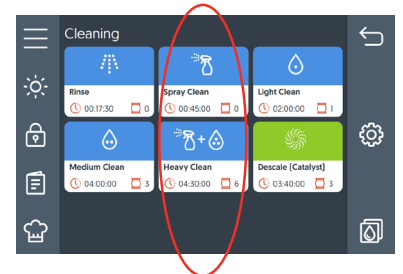 Cleaning
Rinse
00:17:30 0
Spray Clean
00:45:00 0
Light Clean
02:00:00 1
Medium Clean
04:00:00 3
+
Heavy Clean
04:30:00 6
Descale (Catalyst)
03:40:00 3